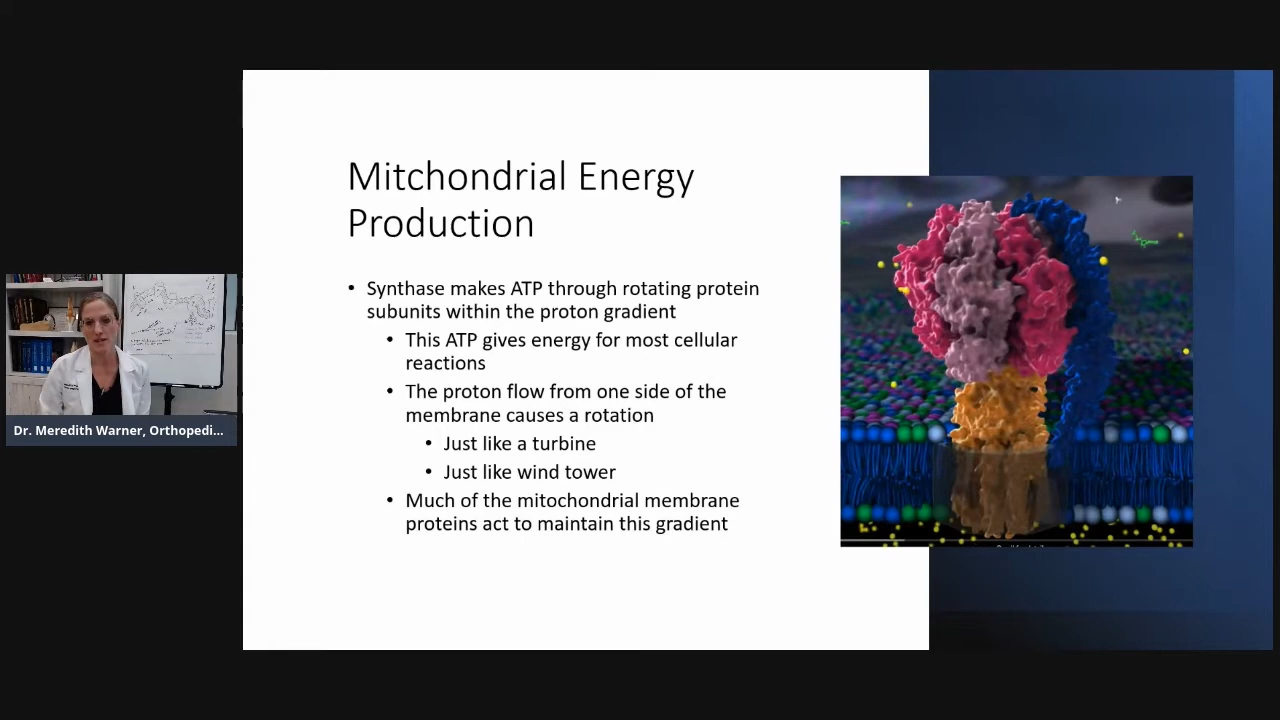 Mitchondrial Energy
Production
• Synthase makes ATP through rotating protein
subunits within the proton gradient
• This ATP gives energy for most cellular
reactions
• The proton flow from one side of the
membrane causes a rotation
• Just like a turbine
• Just like wind tower
• Much of the mitochondrial membrane
proteins act to maintain this gradient
Dr. Meredith Warner, Orthopedi...